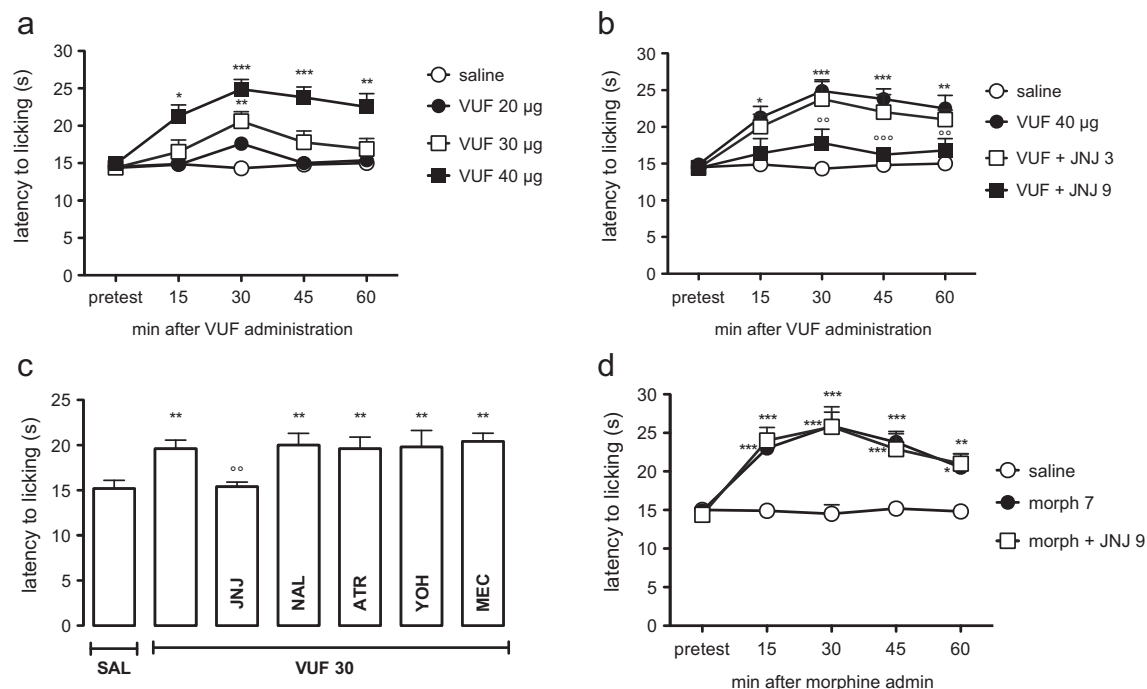 a
latency to licking (s)
30
25
20
15
10
5
0
* *** *** **
**
pretest 15 30 45 60
min after VUF administration
saline
VUF 20 µg
VUF 30 µg
VUF 40 µg
b
latency to licking (s)
30
25
20
15
10
5
0
* *** *** **
°° °°° °°
pretest 15 30 45 60
min after VUF administration
saline
VUF 40 µg
VUF + JNJ 3
VUF + JNJ 9
c
latency to licking (s)
25
20
15
10
5
0
** °° ** ** ** **
JNJ NAL ATR YOH MEC
SAL VUF 30
d
latency to licking (s)
30
25
20
15
10
5
0
*** *** *** **
*** *** *** *
pretest 15 30 45 60
min after morphine admin
saline
morph 7
morph + JNJ 9